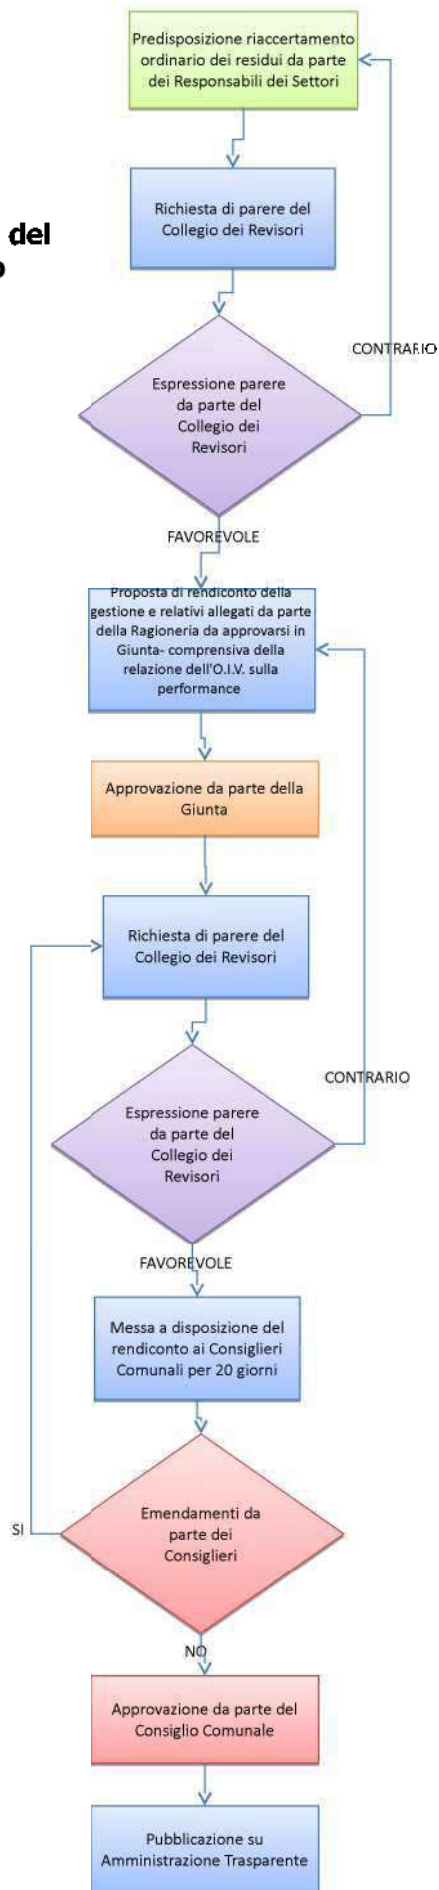 Predisposizione riaccertamento
ordinario dei residui da parte
dei Responsabili dei Settori
Richiesta di parere del
Collegio dei Revisori
del
CONTRARIO
Espressione parere
da parte del
Collegio dei
Revisori
FAVOREVOLE
Proposta di rendiconto della
gestione e relativi allegati da parte
della Ragioneria da approvarsi in
Giunta- comprensiva della
relazione dell'O.I.V. sulla
performance
Approvazione da parte della
Giunta
Richiesta di parere del
Collegio dei Revisori
CONTRARIO
Espressione parere
da parte del
Collegio dei
Revisori
FAVOREVOLE
Messa a disposizione del
rendiconto ai Consiglieri
Comunali per 20 giorni
Emendamenti da
parte dei
Consiglieri
SI
NO
Approvazione da parte del
Consiglio Comunale
Pubblicazione su
Amministrazione Trasparente